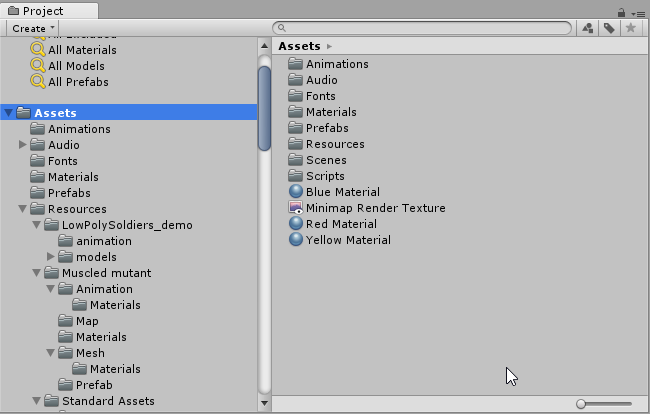 Project
Create
All Excluded
All Materials
All Models
All Prefabs
Assets
Animations
Audio
Fonts
Materials
Prefabs
Resources
LowPolySoldiers_demo
animation
models
Muscled mutant
Animation
Materials
Map
Materials
Mesh
Materials
Prefab
Standard Assets
Assets
Animations
Audio
Fonts
Materials
Prefabs
Resources
Scenes
Scripts
Blue Material
Minimap Render Texture
Red Material
Yellow Material